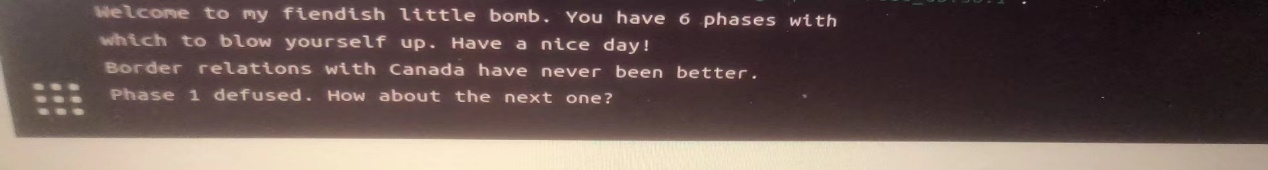 Welcome to my fiendish little bomb. You have 6 phases with
which to blow yourself up. Have a nice day!
Border relations with Canada have never been better.
Phase 1 defused. How about the next one?